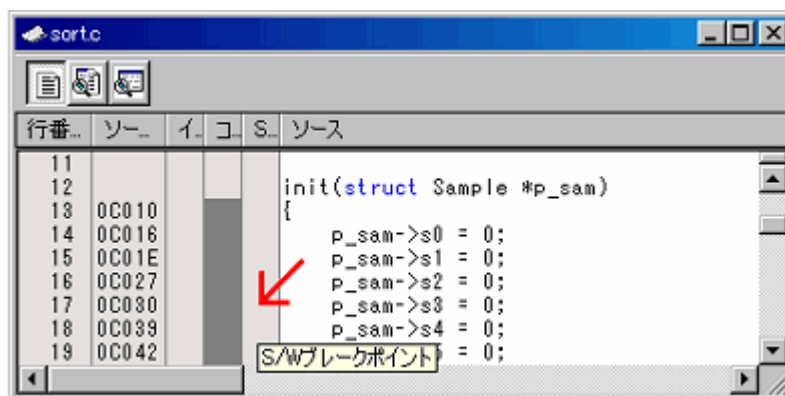 sort.c
行番... ソー... イ.. コ.. S.. ソース
11
12 init(struct Sample *p_sam)
13 0C010 {
14 0C016 p_sam->s0 = 0;
15 0C01E p_sam->s1 = 0;
16 0C027 p_sam->s2 = 0;
17 0C030 p_sam->s3 = 0;
18 0C039 p_sam->s4 = 0;
19 0C042 = 0;
S/Wブレークポイント